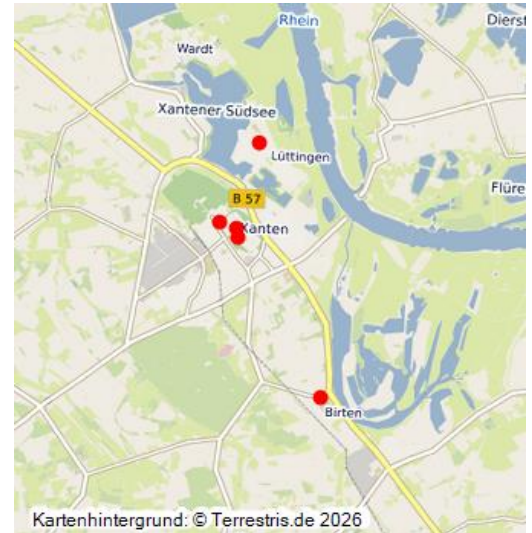 Rhein
Dierst
Wardt
Xantener Südsee
Lüttingen
Flüre
B 57
Xanten
Birten
Kartenhintergrund: © Terrestris.de 2026